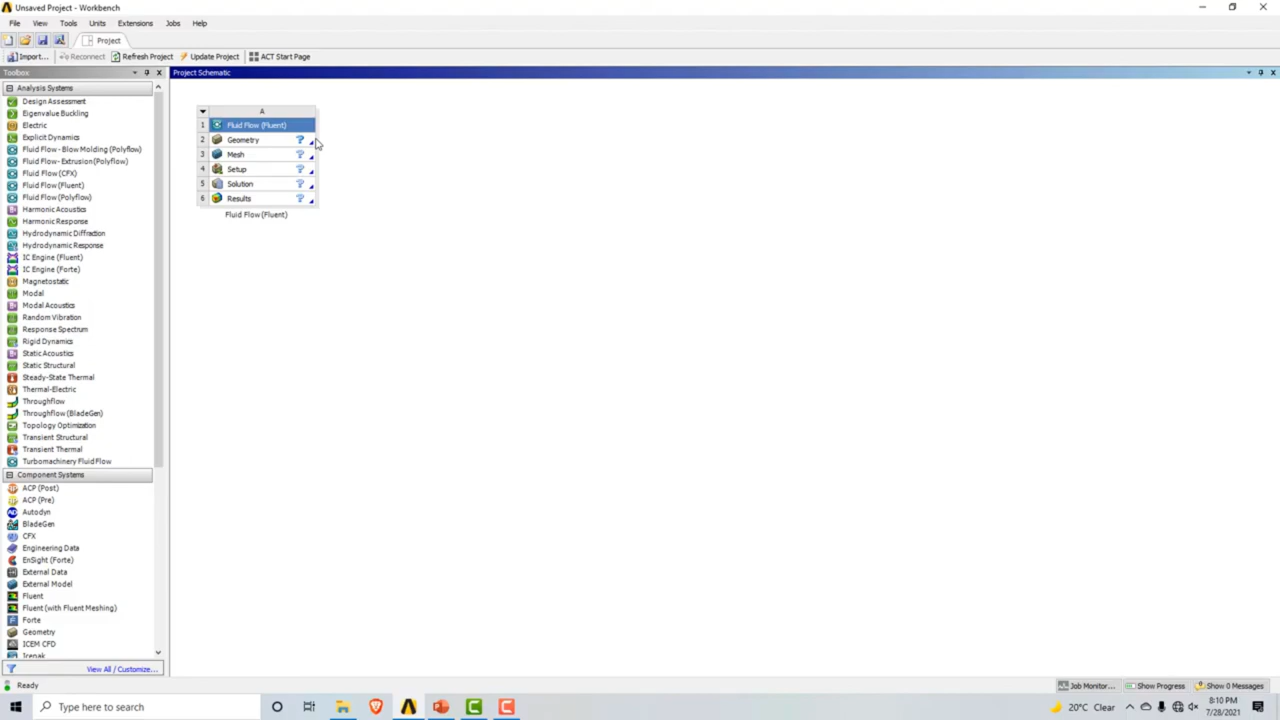 Unsaved Project - Workbench
File View Tools Units Extensions Jobs Help
Project
Import... Reconnect Refresh Project Update Project ACT Start Page
Toolbox
Project Schematic
Analysis Systems
Design Assessment
Eigenvalue Buckling
Electric
Explicit Dynamics
Fluid Flow - Blow Molding (Polyflow)
Fluid Flow- Extrusion (Polyflow)
Fluid Flow (CFX)
Fluid Flow (Fluent)
Fluid Flow (Polyflow)
Harmonic Acoustics
Harmonic Response
Hydrodynamic Diffraction
Hydrodynamic Response
IC Engine (Fluent)
IC Engine (Forte)
Magnetostatic
Modal
Modal Acoustics
Random Vibration
Response Spectrum
Rigid Dynamics
Static Acoustics
Static Structural
Steady-State Thermal
Thermal-Electric
Throughflow
Throughflow (BladeGen)
Topology Optimization
Transient Structural
Transient Thermal
Turbomachinery Fluid Flow
Component Systems
ACP (Post)
ACP (Pre)
Autodyn
BladeGen
CFX
Engineering Data
EnSight (Forte)
External Data
External Model
Fluent
Fluent (with Fluent Meshing)
Forte
Geometry
ICEM CFD
Icepak
View All / Customize...
A
1 Fluid Flow (Fluent)
2 Geometry ?
3 Mesh ?
4 Setup ?
5 Solution ?
6 Results ?
Fluid Flow (Fluent)
Ready
Job Monitor... Show Progress Show 0 Messages
Type here to search
20°C Clear
8:10 PM
7/28/2021